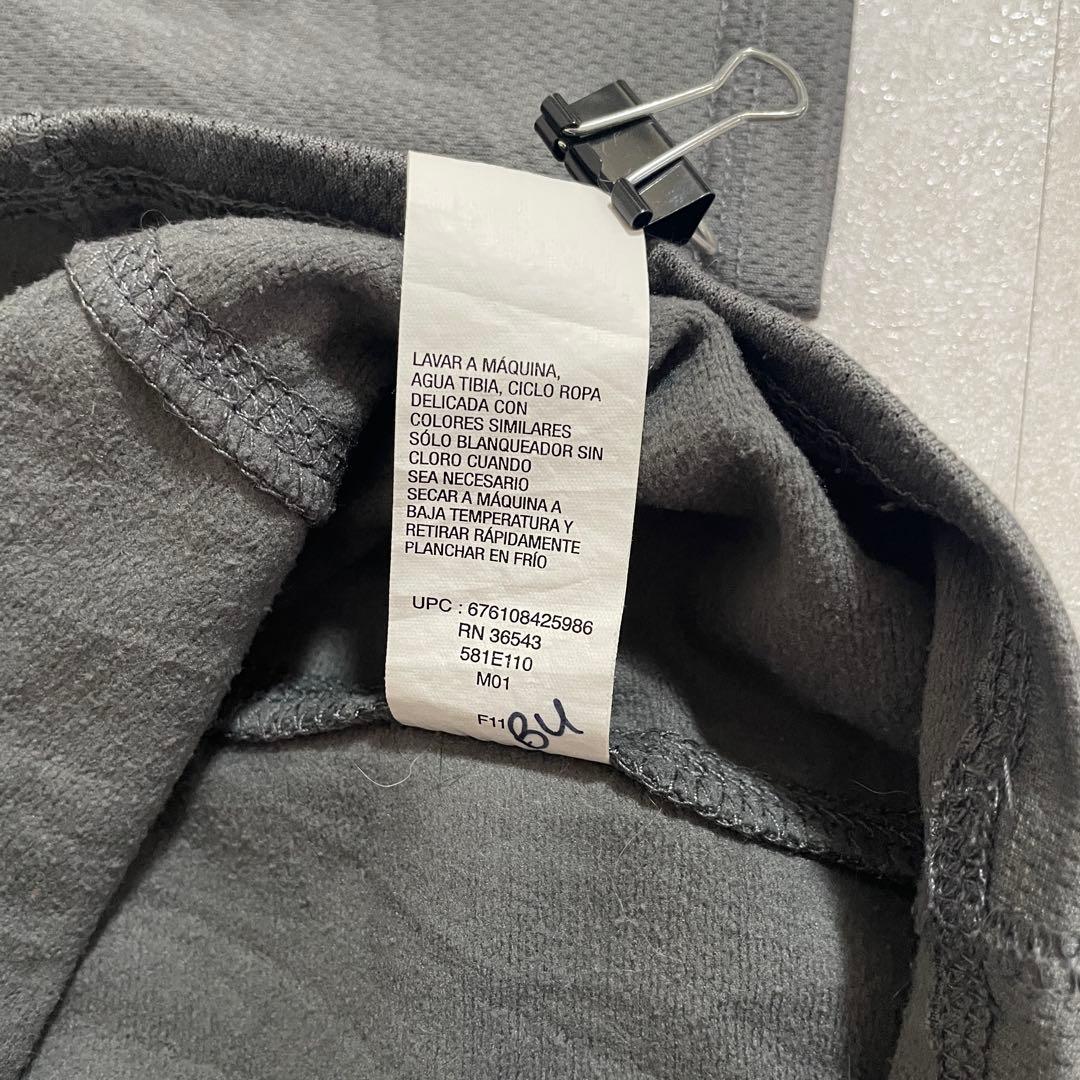 LAVAR A MÁQUINA,
AGUA TIBIA, CICLO ROPA
DELICADA CON
COLORES SIMILARES
SÓLO BLANQUEADOR SIN
CLORO CUANDO
SEA NECESARIO
SECAR A MÁQUINA A
BAJA TEMPERATURA Y
RETIRAR RÁPIDAMENTE
PLANCHAR EN FRÍO
UPC : 676108425986
RN 36543
581E110
M01
F11